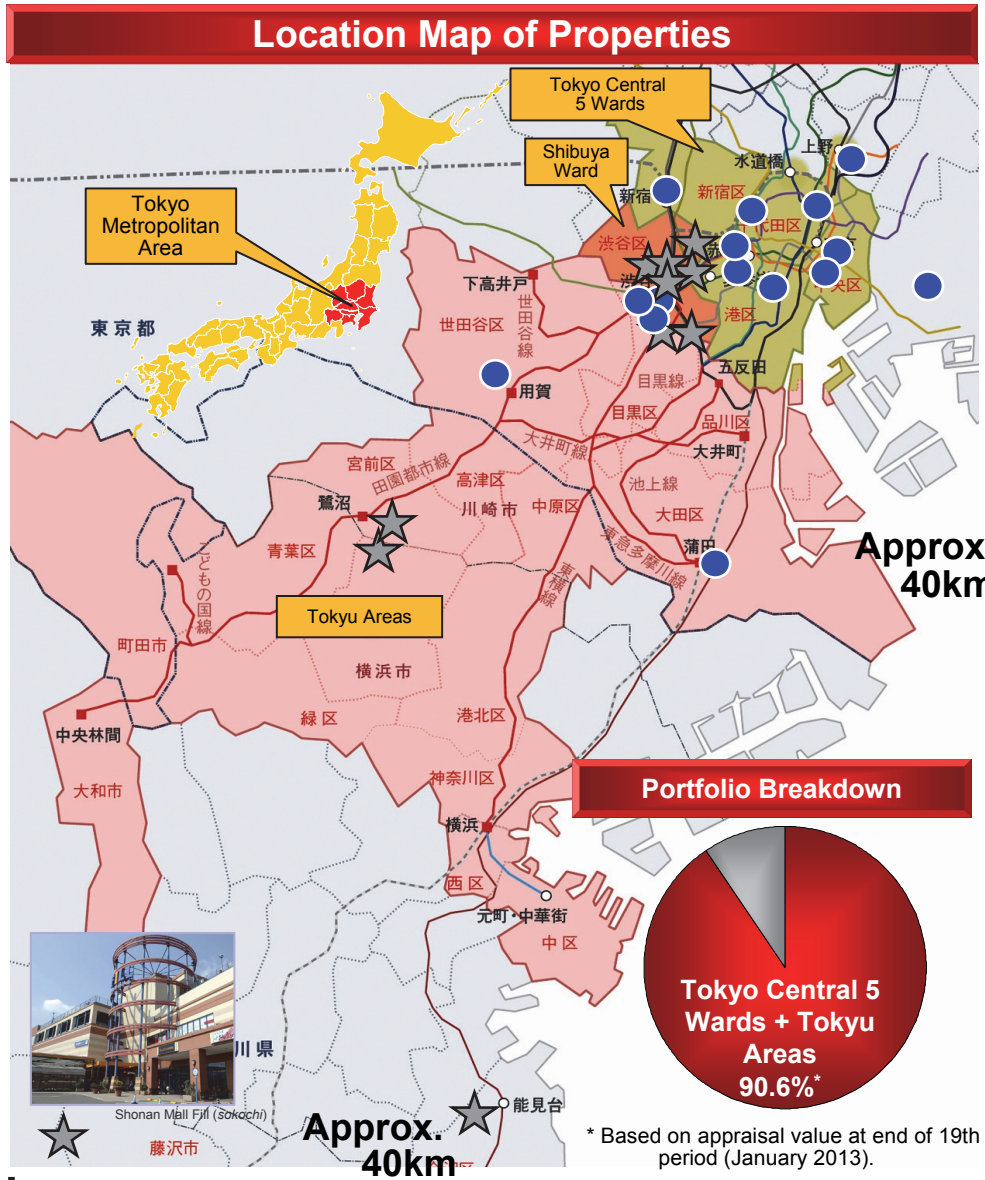 Location Map of Properties
Tokyo Central
5 Wards
Shibuya
Ward
Tokyo
Metropolitan
Area
上野
水道橋
新宿
新宿区
千代田区
渋谷区
中央区
港区
東京都
下高井戸
世田谷区
世田谷線
用賀
五反田
目黒線
目黒区
品川区
大井町線
大井町
宮前区
田園都市線
高津区
川崎市
中原区
池上線
大田区
鷺沼
青葉区
東急多摩川線
蒲田
Approx
40km
こどもの国線
東横線
Tokyu Areas
町田市
横浜市
緑区
港北区
中央林間
大和市
神奈川区
横浜
西区
元町・中華街
中区
Portfolio Breakdown
Tokyo Central 5
Wards + Tokyu
Areas
90.6%*
川県
Shonan Mall Fill (sokochi)
藤沢市
能見台
Approx.
40km
* Based on appraisal value at end of 19th
period (January 2013).